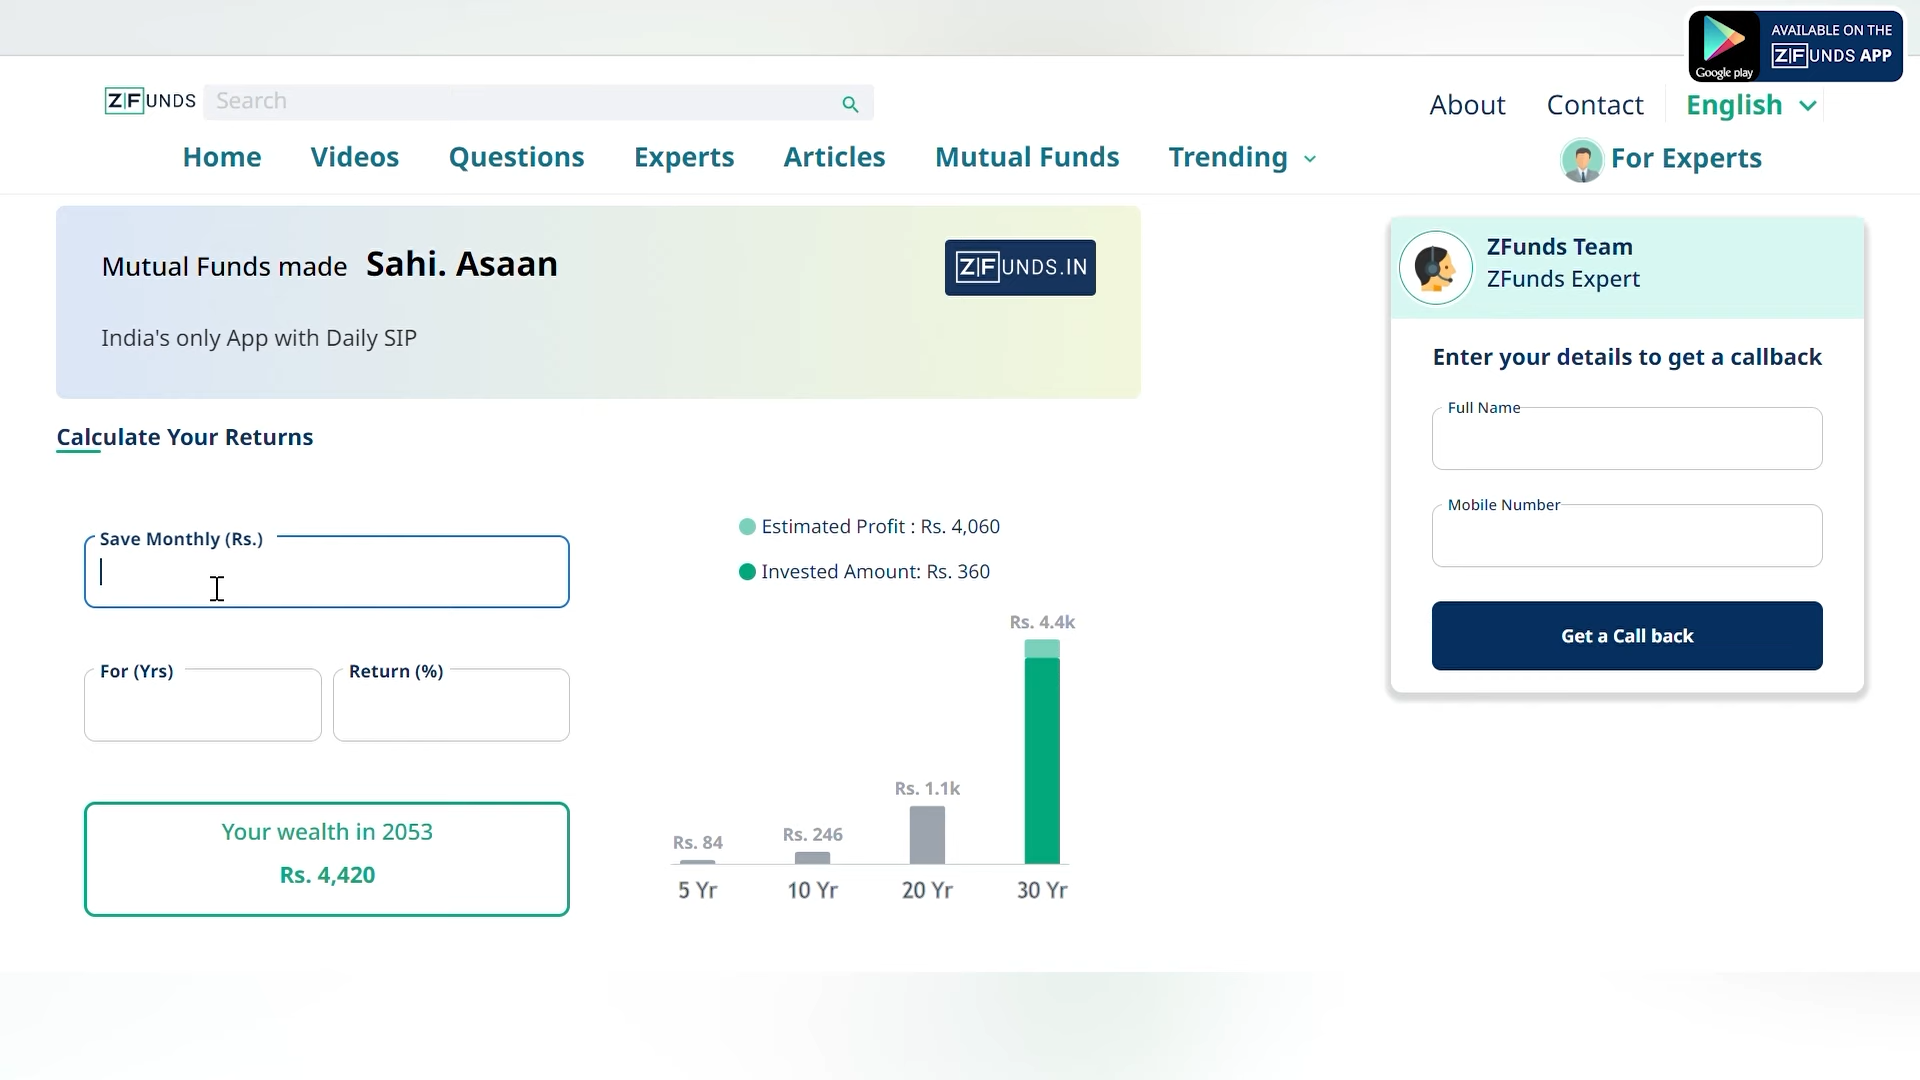 AVAILABLE ON THE
ZFUNDS APP
Google play
ZFUNDS
Search
About
Contact
English
Home
Videos
Questions
Experts
Articles
Mutual Funds
Trending
For Experts
Mutual Funds made Sahi. Asaan
ZFUNDS.IN
India's only App with Daily SIP
ZFunds Team
ZFunds Expert
Enter your details to get a callback
Full Name
Mobile Number
Get a Call back
Calculate Your Returns
Save Monthly (Rs.)
For (Yrs)
Return (%)
Your wealth in 2053
Rs. 4,420
Estimated Profit : Rs. 4,060
Invested Amount: Rs. 360
Rs. 84
Rs. 246
Rs. 1.1k
Rs. 4.4k
5 Yr
10 Yr
20 Yr
30 Yr